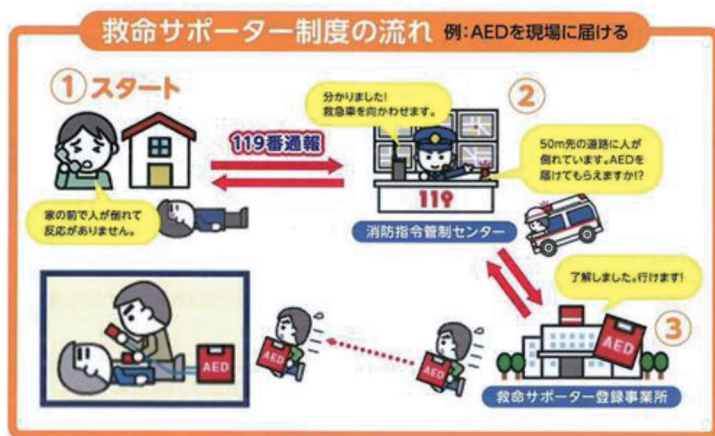 救命サポーター制度の流れ 例:AEDを現場に届ける
①スタート
家の前で人が倒れて
反応がありません。
119番通報
②
分かりました!
救急車を向かわせます。
50m先の道路に人が
倒れています。AEDを
届けてもらえますか!?
119
消防指令管制センター
③
了解しました。行けます!
AED
救命サポーター登録事業所
AED
AED
AED